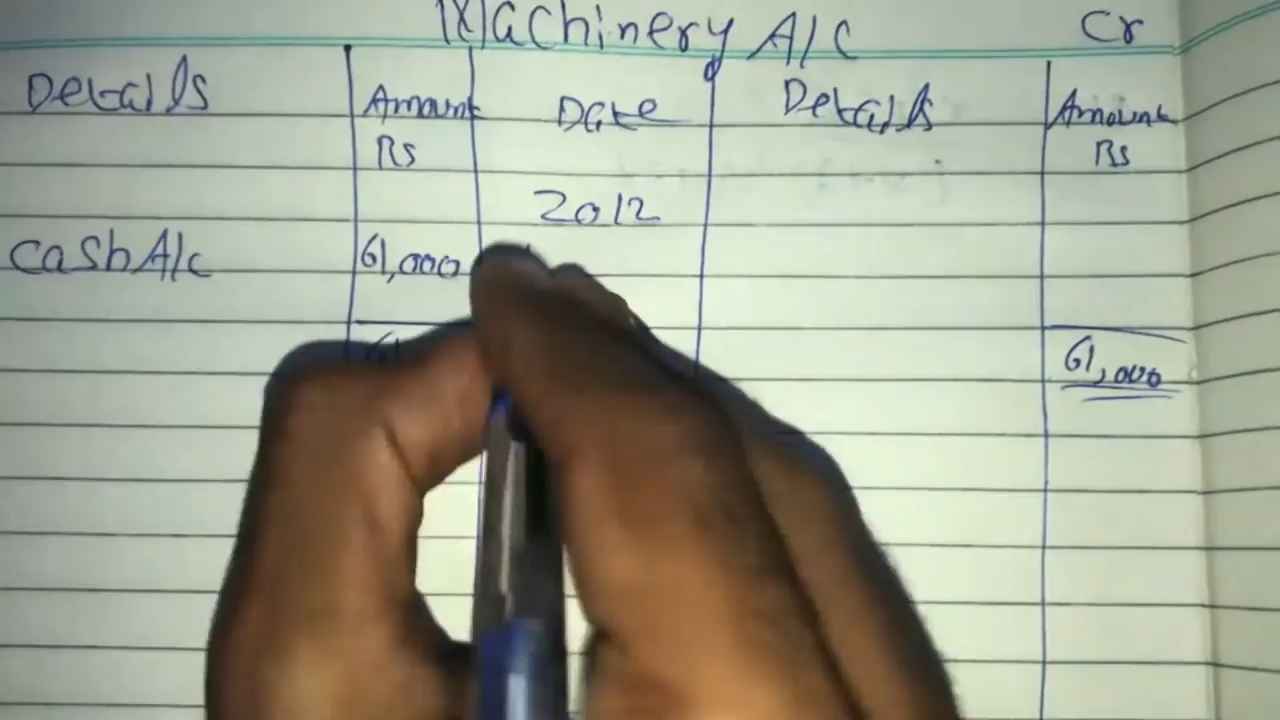 Machinery A/C Cr
Details Amount Date Details Amount
Rs Rs
2012
Cash A/c 61,000
61,000